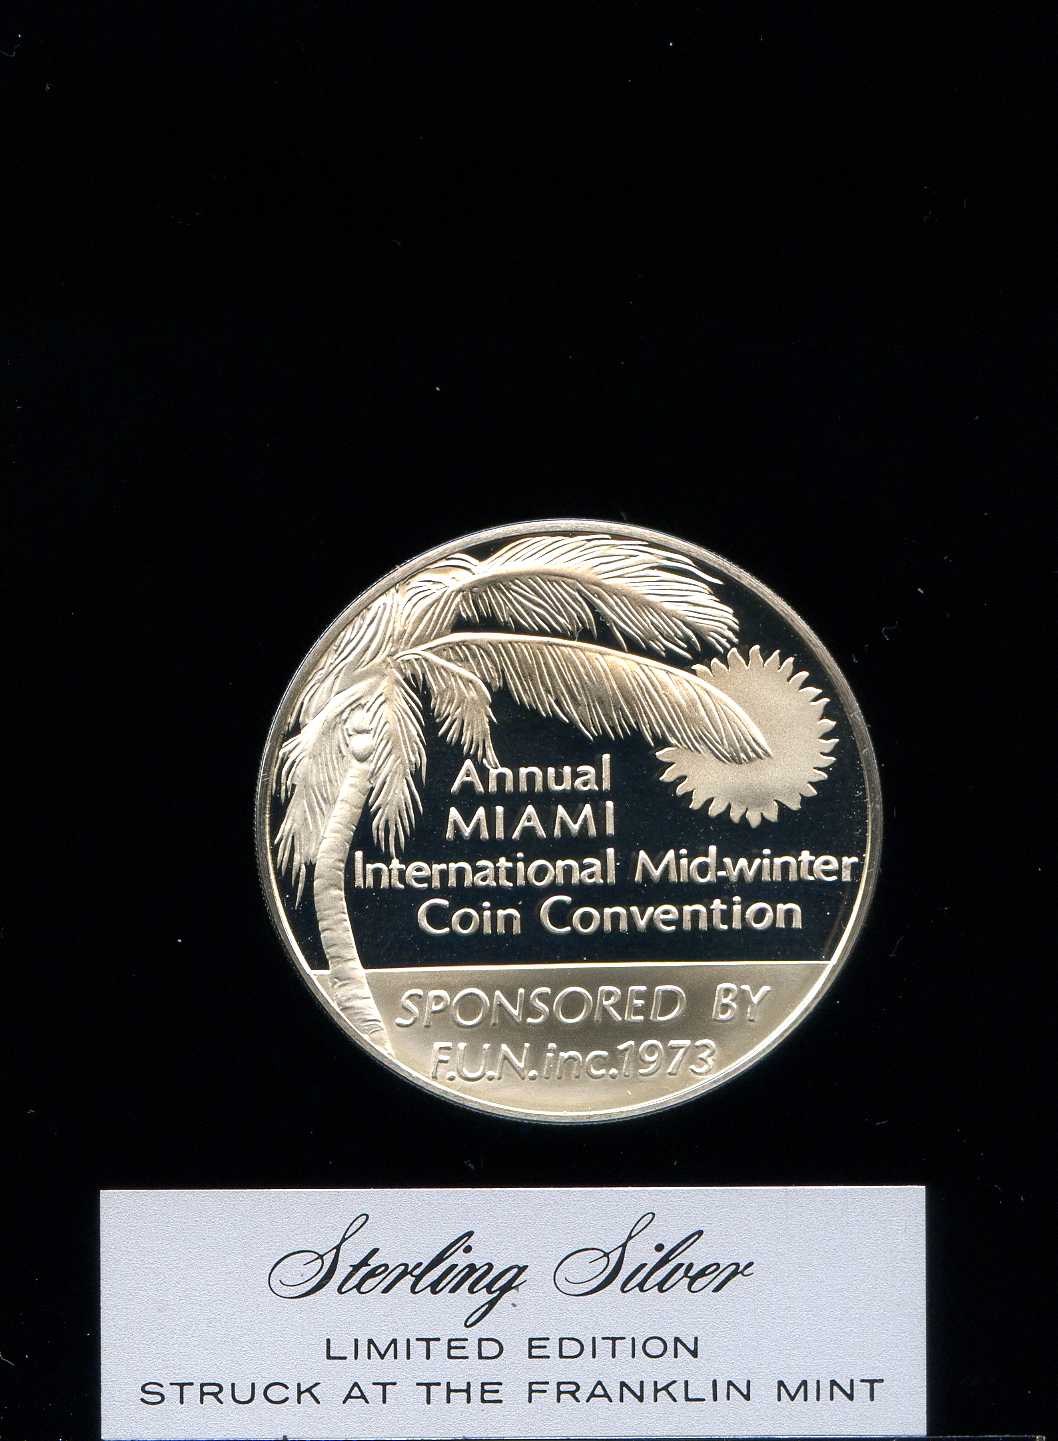 Annual
MIAMI
International Mid-winter
Coin Convention
SPONSORED BY
F.U.N.inc.1973
Sterling Silver
LIMITED EDITION
STRUCK AT THE FRANKLIN MINT